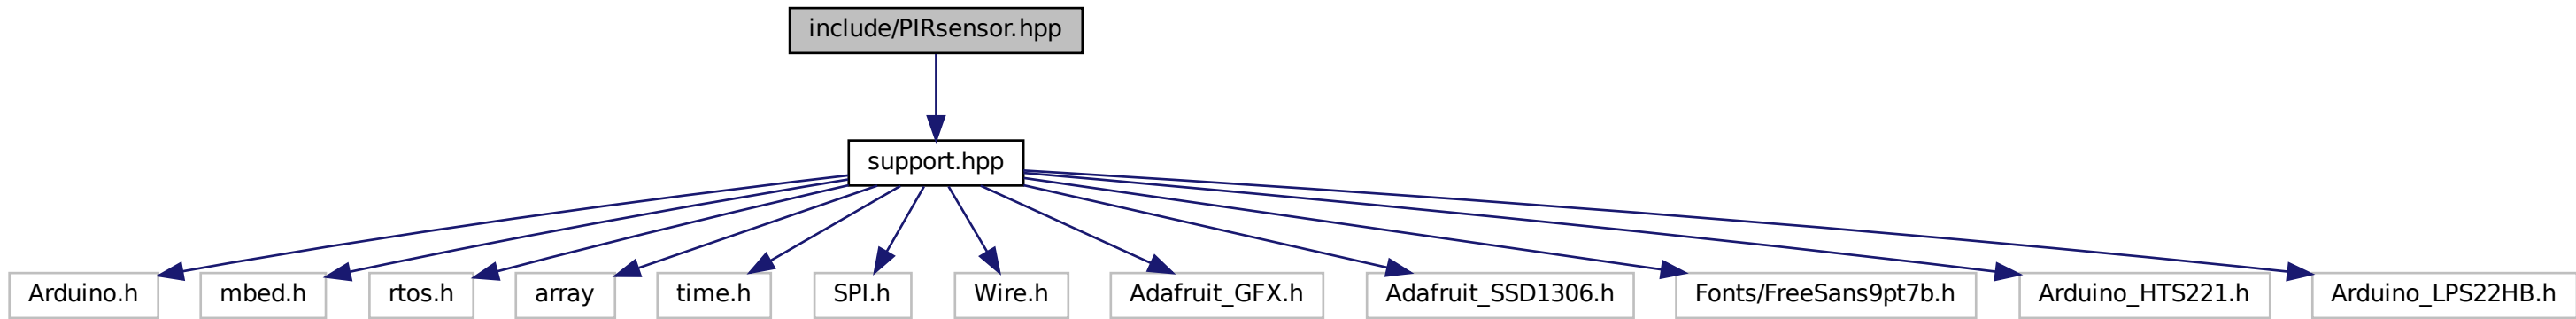 include/PIRsensor.hpp
support.hpp
Arduino.h
mbed.h
rtos.h
array
time.h
SPI.h
Wire.h
Adafruit_GFX.h
Adafruit_SSD1306.h
Fonts/FreeSans9pt7b.h
Arduino_HTS221.h
Arduino_LPS22HB.h